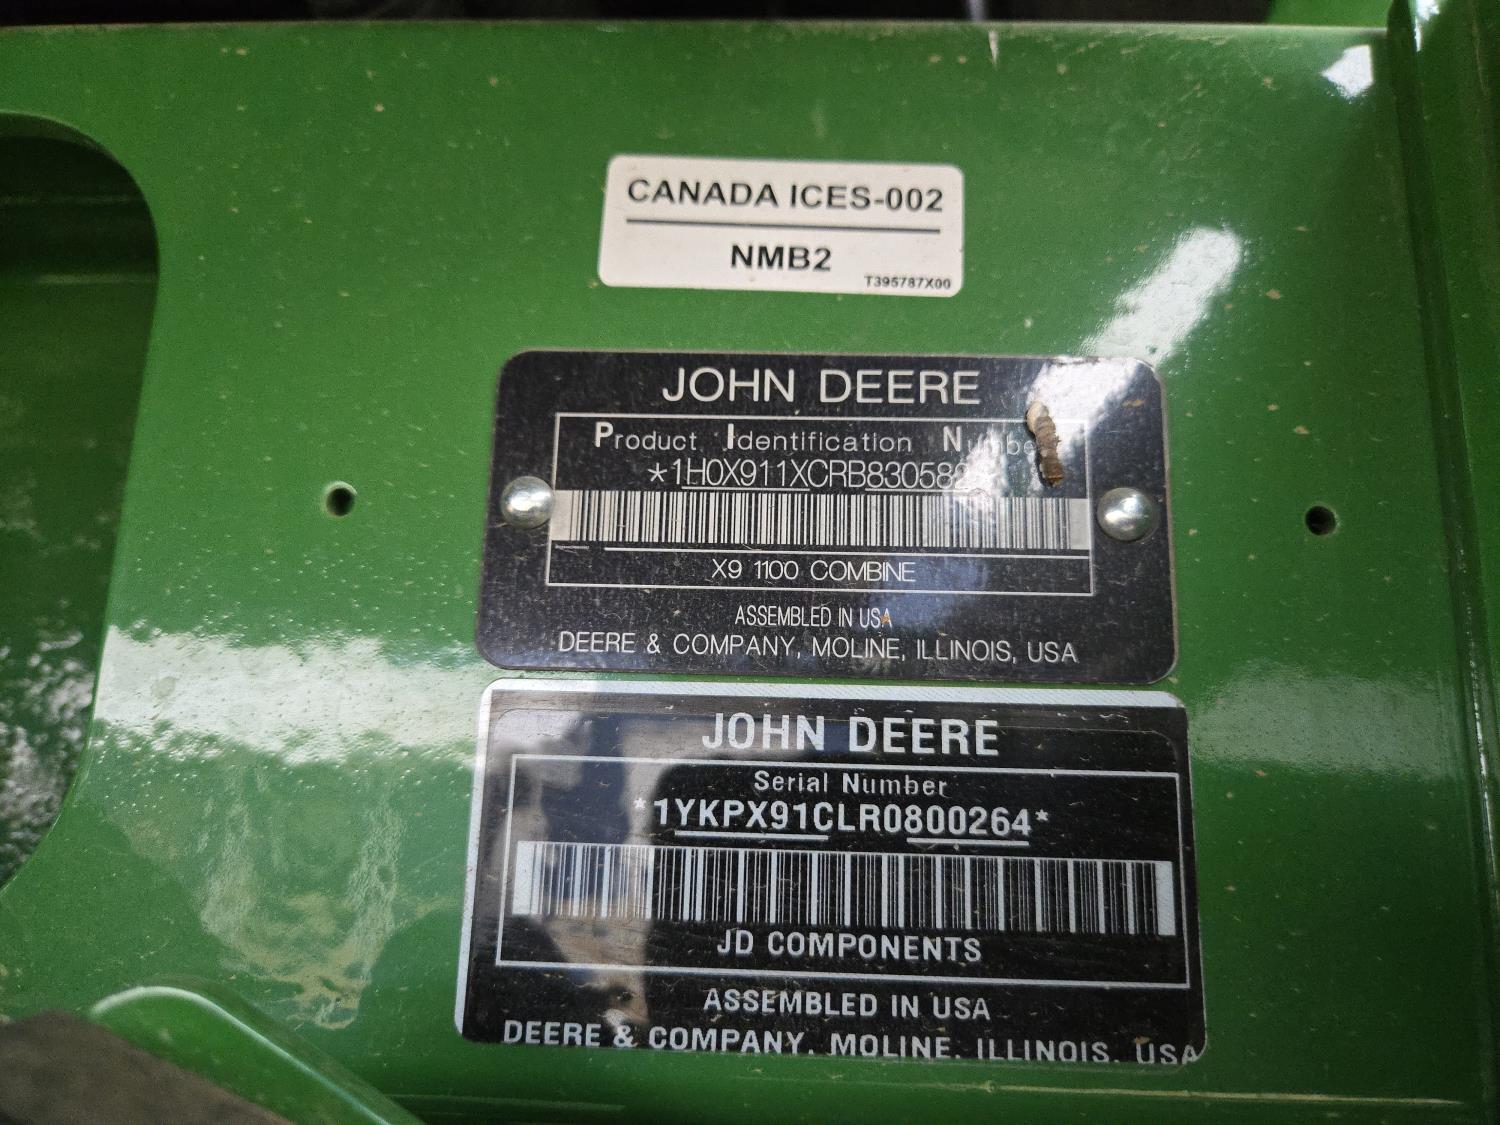 CANADA ICES-002
NMB2
T395787X00
JOHN DEERE
Product Identification Number
*1H0X911XCRB830582
X9 1100 COMBINE
ASSEMBLED IN USA
DEERE & COMPANY, MOLINE, ILLINOIS, USA
JOHN DEERE
Serial Number
*1YKPX91CLR0800264*
JD COMPONENTS
ASSEMBLED IN USA
DEERE & COMPANY, MOLINE, ILLINOIS, USA